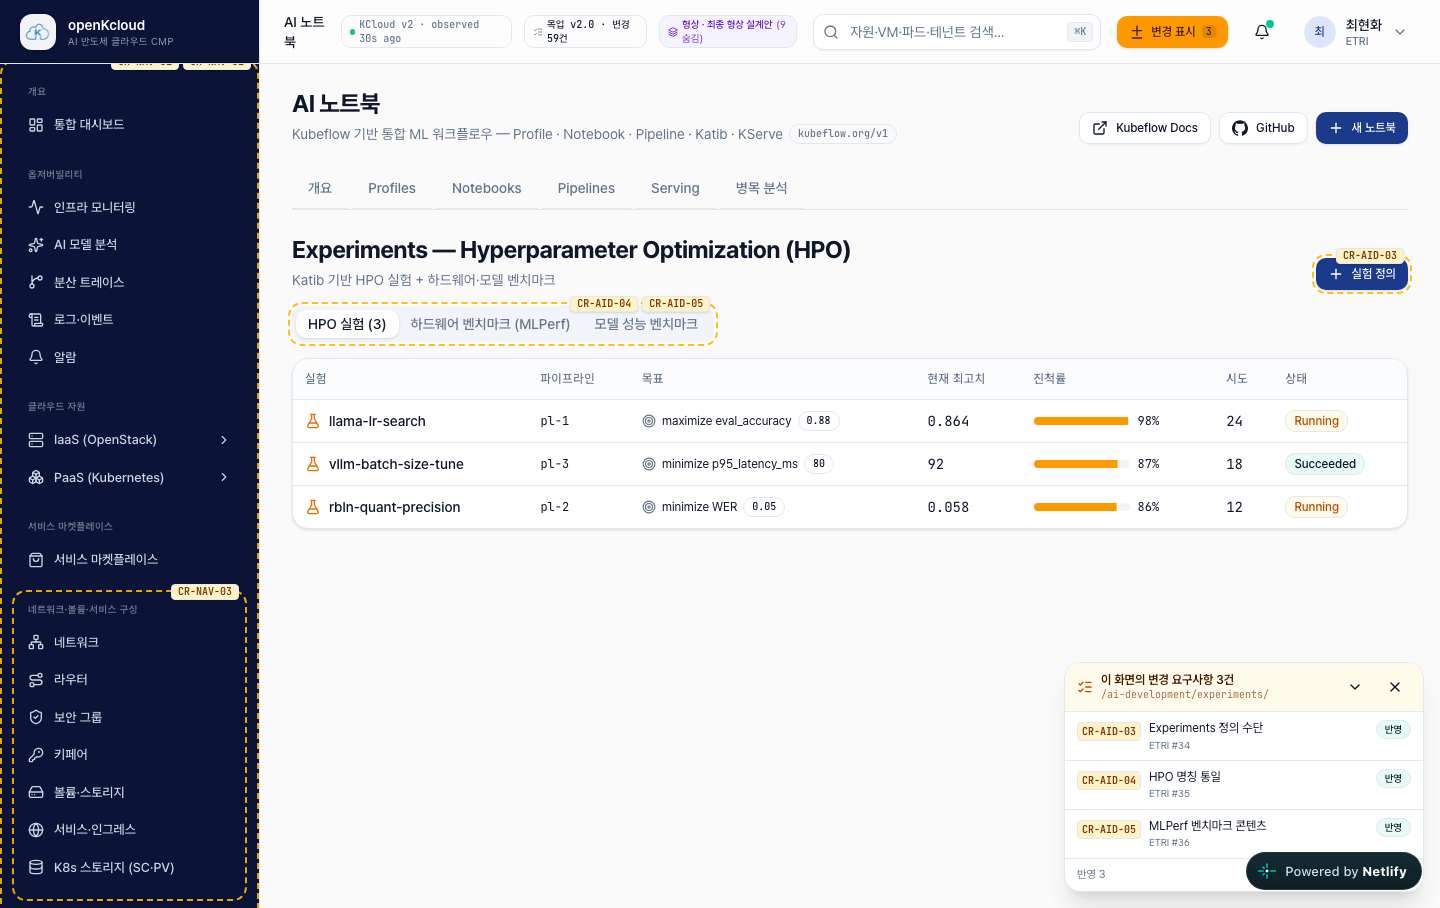 openKcloud
AI 반도체 클라우드 CMP
AI 노트북
KCloud v2 · observed 30s ago
목업 v2.0 · 변경 59건
형상 · 최종 형상 설계안 (9 숨김)
자원·VM·파드·테넌트 검색...
⌘K
변경 표시 3
최
최현화
ETRI
개요
통합 대시보드
옵저버빌리티
인프라 모니터링
AI 모델 분석
분산 트레이스
로그·이벤트
알람
클라우드 자원
IaaS (OpenStack)
PaaS (Kubernetes)
서비스 마켓플레이스
서비스 마켓플레이스
CR-NAV-03
네트워크·볼륨·서비스 구성
네트워크
라우터
보안 그룹
키페어
볼륨·스토리지
서비스·인그레스
K8s 스토리지 (SC·PV)
AI 노트북
Kubeflow 기반 통합 ML 워크플로우 — Profile · Notebook · Pipeline · Katib · KServe
kubeflow.org/v1
Kubeflow Docs
GitHub
새 노트북
개요
Profiles
Notebooks
Pipelines
Serving
병목 분석
Experiments — Hyperparameter Optimization (HPO)
Katib 기반 HPO 실험 + 하드웨어·모델 벤치마크
CR-AID-03
실험 정의
CR-AID-04
CR-AID-05
HPO 실험 (3)
하드웨어 벤치마크 (MLPerf)
모델 성능 벤치마크
실험 파이프라인 목표 현재 최고치 진척률 시도 상태
llama-lr-search pl-1 maximize eval_accuracy 0.88 0.864 98% 24 Running
vllm-batch-size-tune pl-3 minimize p95_latency_ms 80 92 87% 18 Succeeded
rbln-quant-precision pl-2 minimize WER 0.05 0.058 86% 12 Running
이 화면의 변경 요구사항 3건
/ai-development/experiments/
CR-AID-03 Experiments 정의 수단 반영
ETRI #34
CR-AID-04 HPO 명칭 통일 반영
ETRI #35
CR-AID-05 MLPerf 벤치마크 콘텐츠 반영
ETRI #36
반영 3
Powered by Netlify